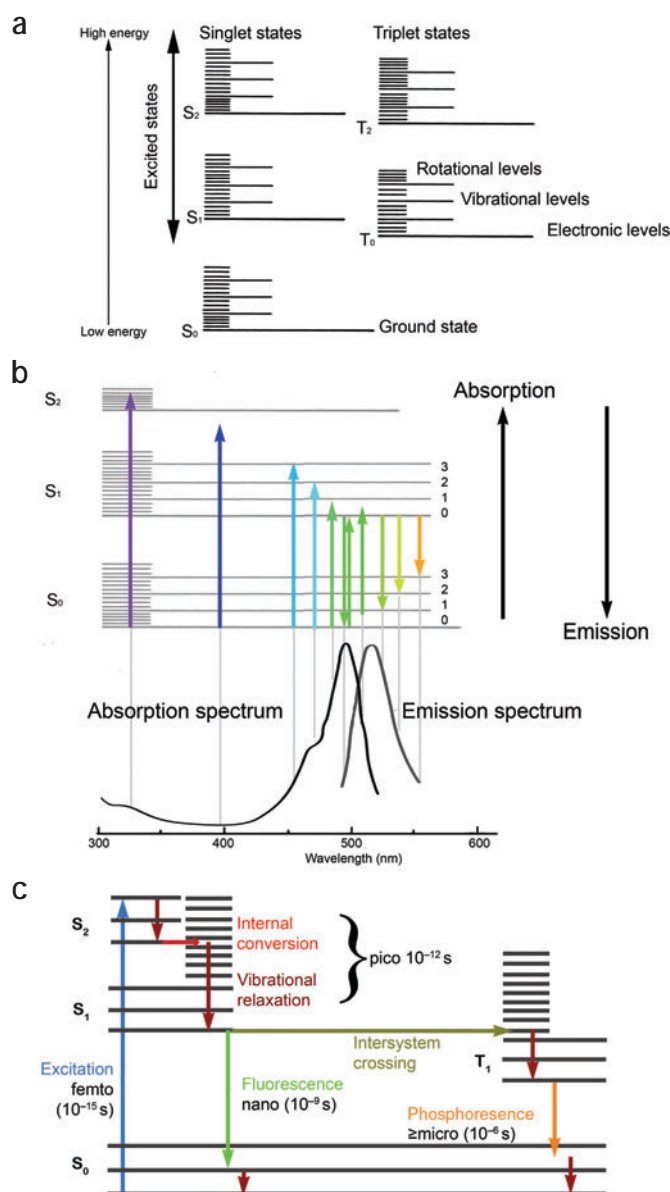 a
High energy
Singlet states
Triplet states
Excited states
S2
T2
Rotational levels
Vibrational levels
S1
T0
Electronic levels
Low energy
S0
Ground state
b
S2
Absorption
S1
3
2
1
0
S0
3
2
1
0
Emission
Absorption spectrum
Emission spectrum
300
400
500
600
Wavelength (nm)
c
S2
Internal
conversion
pico 10⁻¹² s
Vibrational
relaxation
S1
Intersystem
crossing
T1
Excitation
femto
(10⁻¹⁵ s)
Fluorescence
nano (10⁻⁹ s)
Phosphoresence
≥micro (10⁻⁶ s)
S0